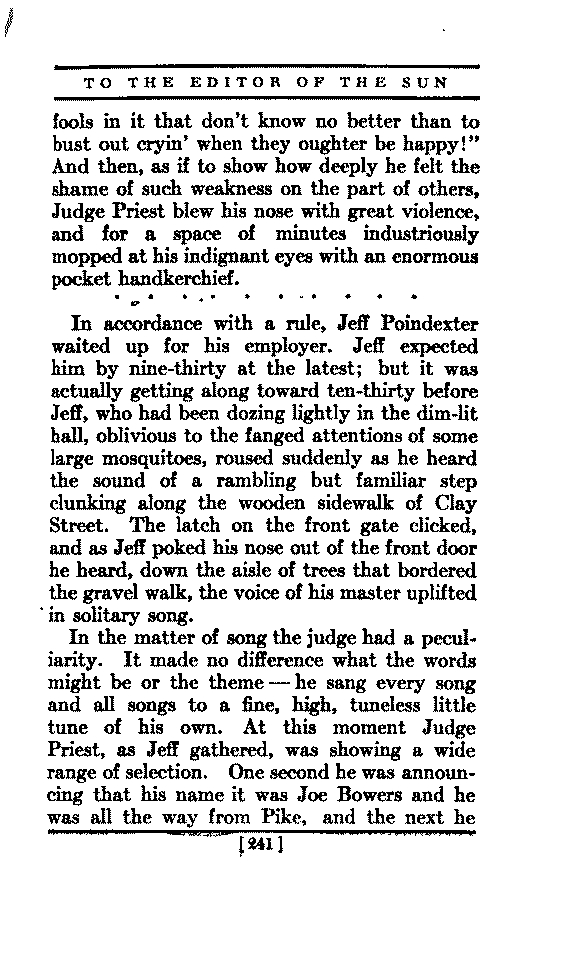 TO THE EDITOR OF THE SUN
fools in it that don't know no better than to
bust out cryin' when they oughter be happy!"
And then, as if to show how deeply he felt the
shame of such weakness on the part of others,
Judge Priest blew his nose with great violence,
and for a space of minutes industriously
mopped at his indignant eyes with an enormous
pocket handkerchief.
In accordance with a rule, Jeff Poindexter
waited up for his employer. Jeff expected
him by nine-thirty at the latest; but it was
actually getting along toward ten-thirty before
Jeff, who had been dozing lightly in the dim-lit
hall, oblivious to the fanged attentions of some
large mosquitoes, roused suddenly as he heard
the sound of a rambling but familiar step
clunking along the wooden sidewalk of Clay
Street. The latch on the front gate clicked,
and as Jeff poked his nose out of the front door
he heard, down the aisle of trees that bordered
the gravel walk, the voice of his master uplifted
in solitary song.
In the matter of song the judge had a pecul-
iarity. It made no difference what the words
might be or the theme — he sang every song
and all songs to a fine, high, tuneless little
tune of his own. At this moment Judge
Priest, as Jeff gathered, was showing a wide
range of selection. One second he was announ-
cing that his name it was Joe Bowers and he
was all the way from Pike, and the next he
[241]